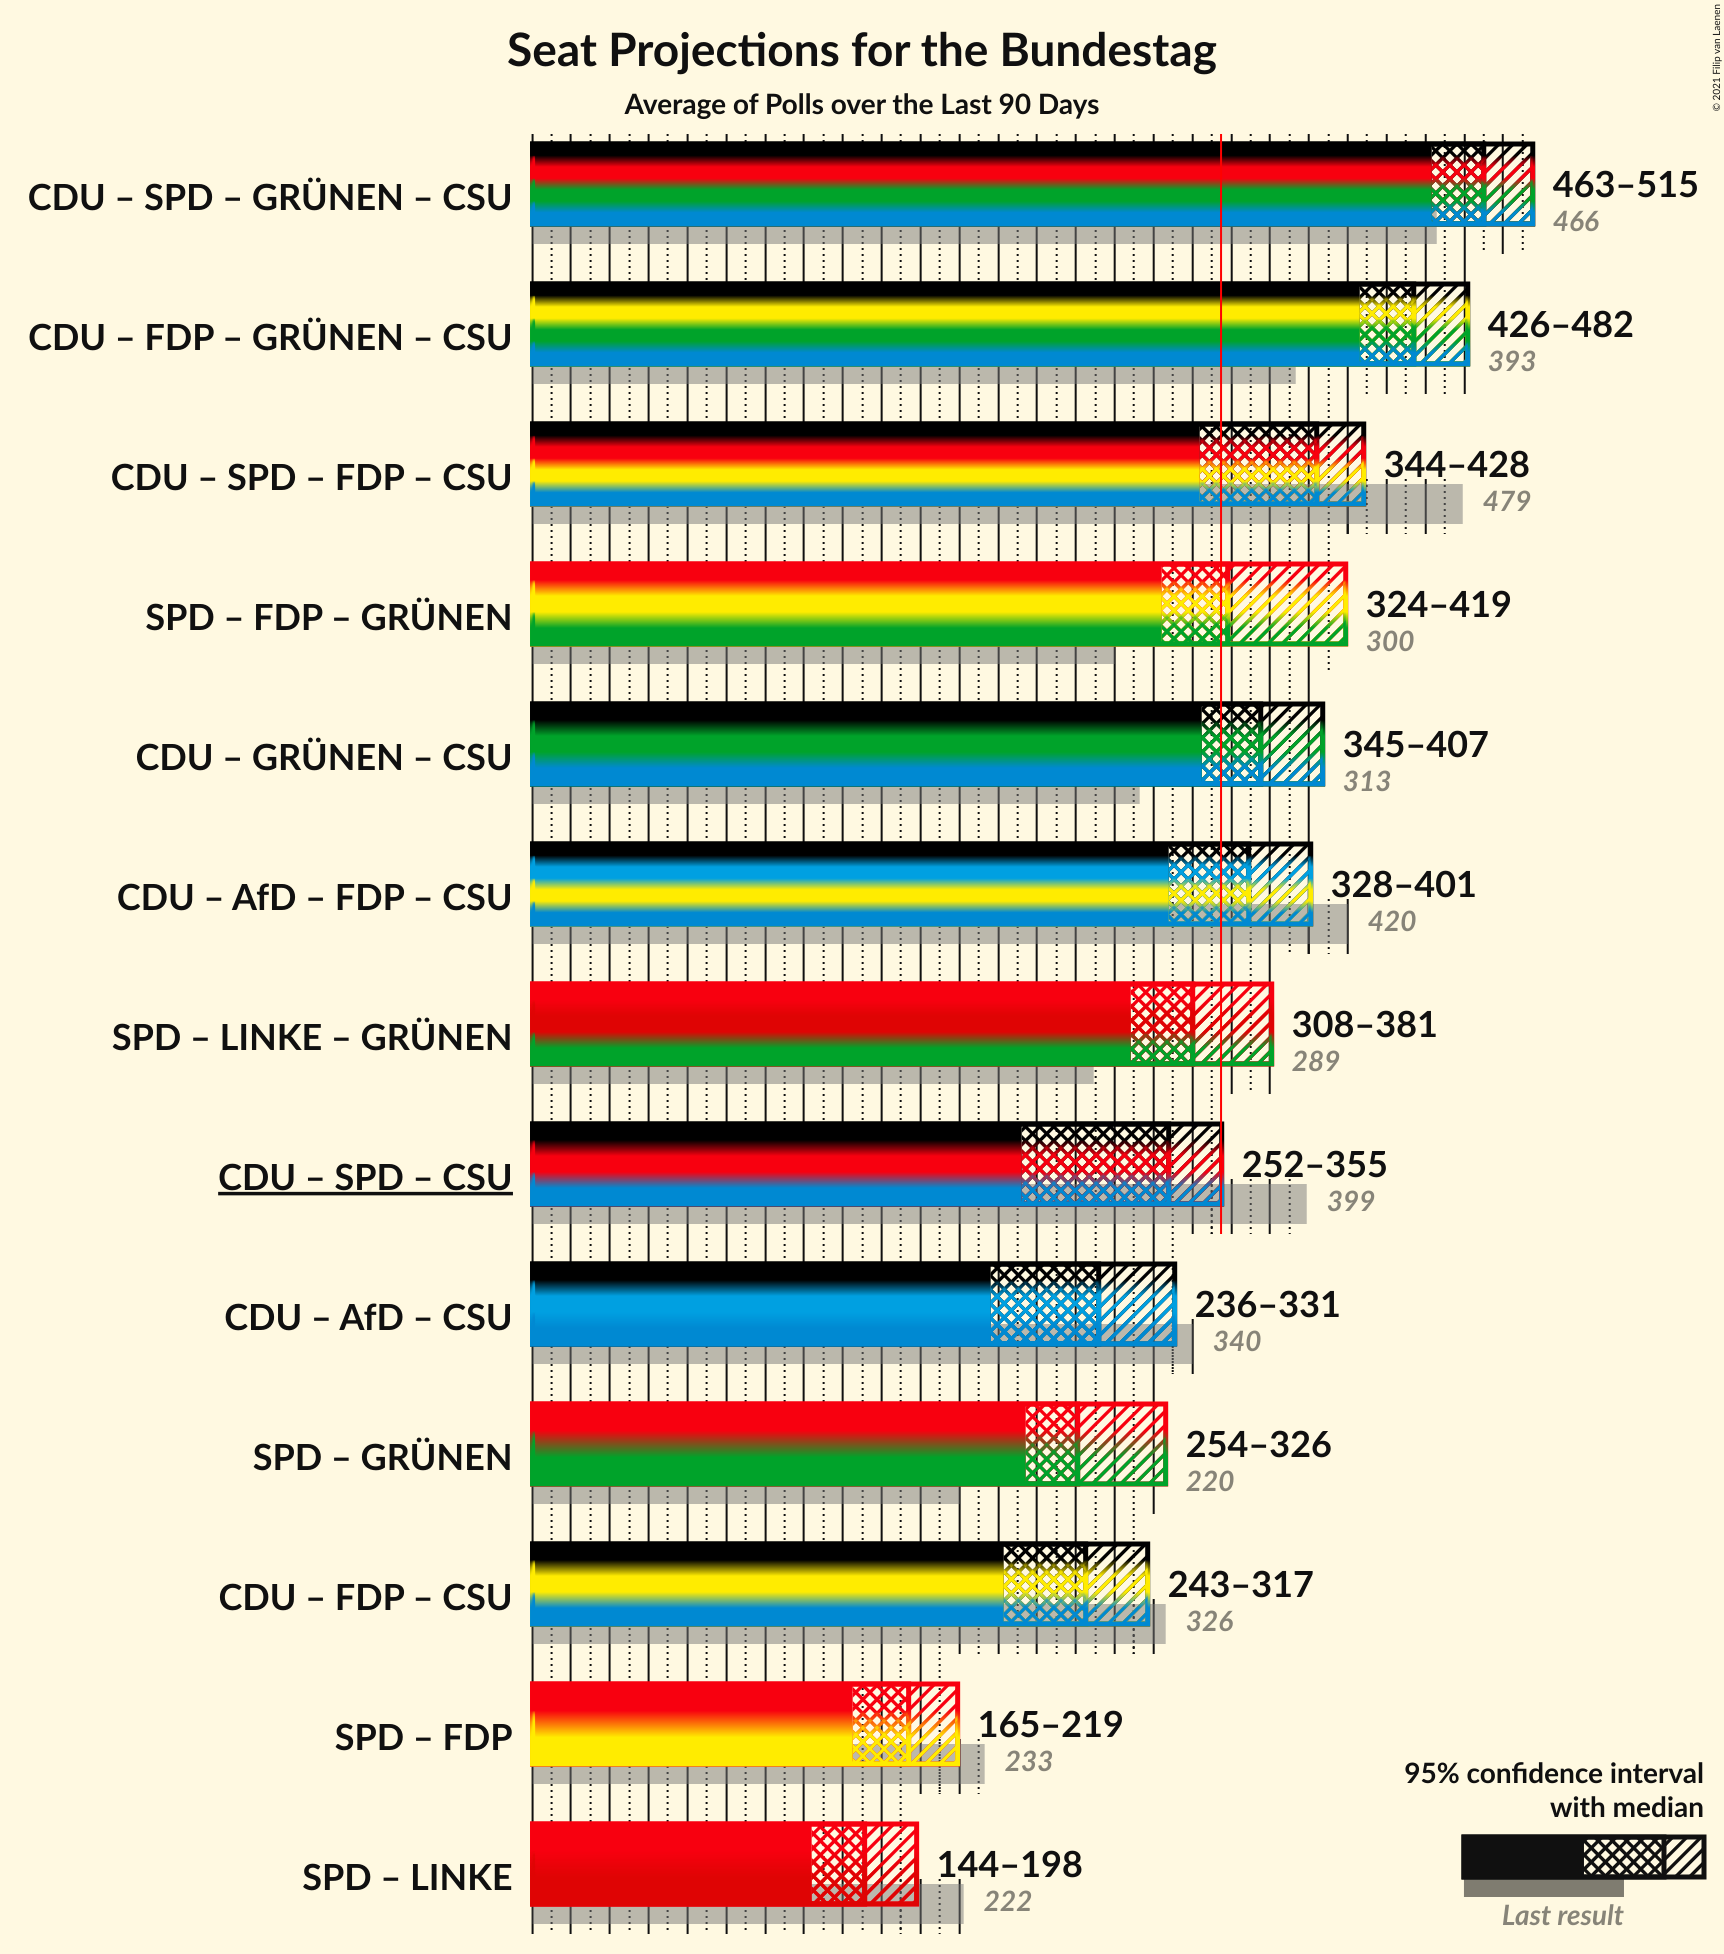 Seat Projections for the Bundestag
Average of Polls over the Last 90 Days
© 2021 Filip van Laenen
CDU – SPD – GRÜNEN – CSU
463–515
466
CDU – FDP – GRÜNEN – CSU
426–482
393
CDU – SPD – FDP – CSU
344–428
479
SPD – FDP – GRÜNEN
324–419
300
CDU – GRÜNEN – CSU
345–407
313
CDU – AfD – FDP – CSU
328–401
420
SPD – LINKE – GRÜNEN
308–381
289
CDU – SPD – CSU
252–355
399
CDU – AfD – CSU
236–331
340
SPD – GRÜNEN
254–326
220
CDU – FDP – CSU
243–317
326
SPD – FDP
165–219
233
SPD – LINKE
144–198
222
95% confidence interval
with median
Last result